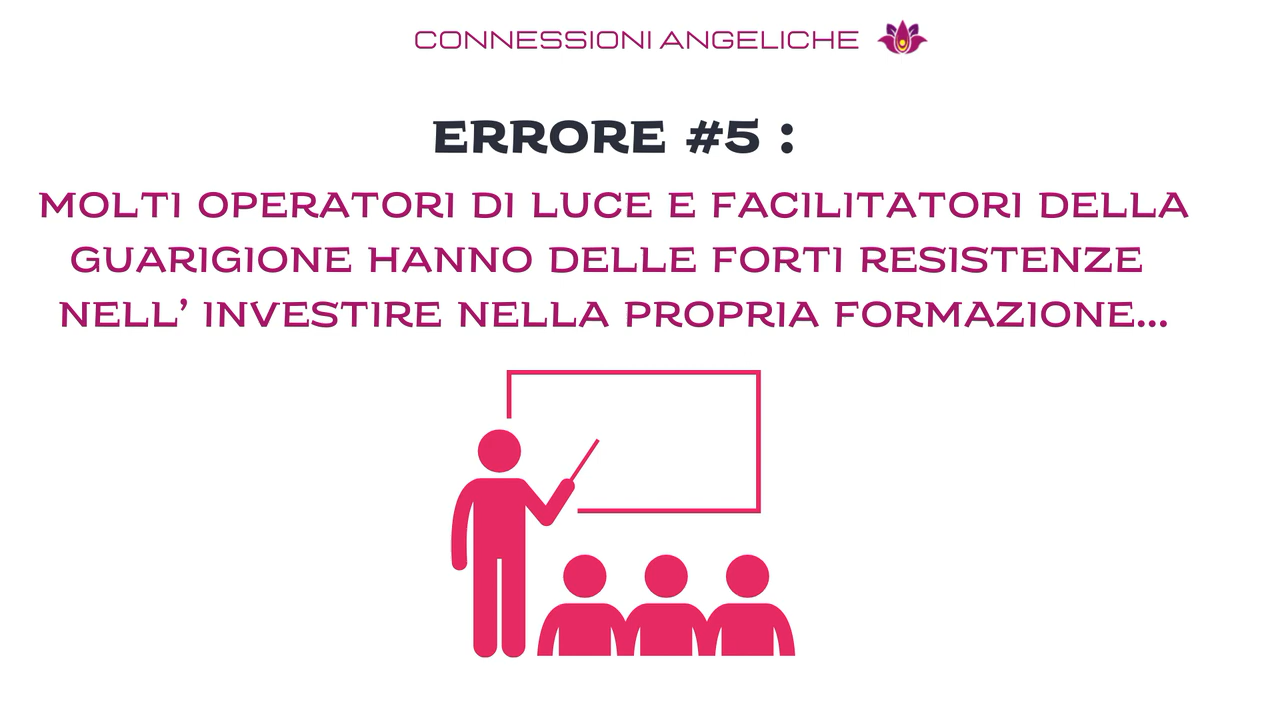 CONNESSIONI ANGELICHE
ERRORE #5 :
MOLTI OPERATORI DI LUCE E FACILITATORI DELLA
GUARIGIONE HANNO DELLE FORTI RESISTENZE
NELL' INVESTIRE NELLA PROPRIA FORMAZIONE...